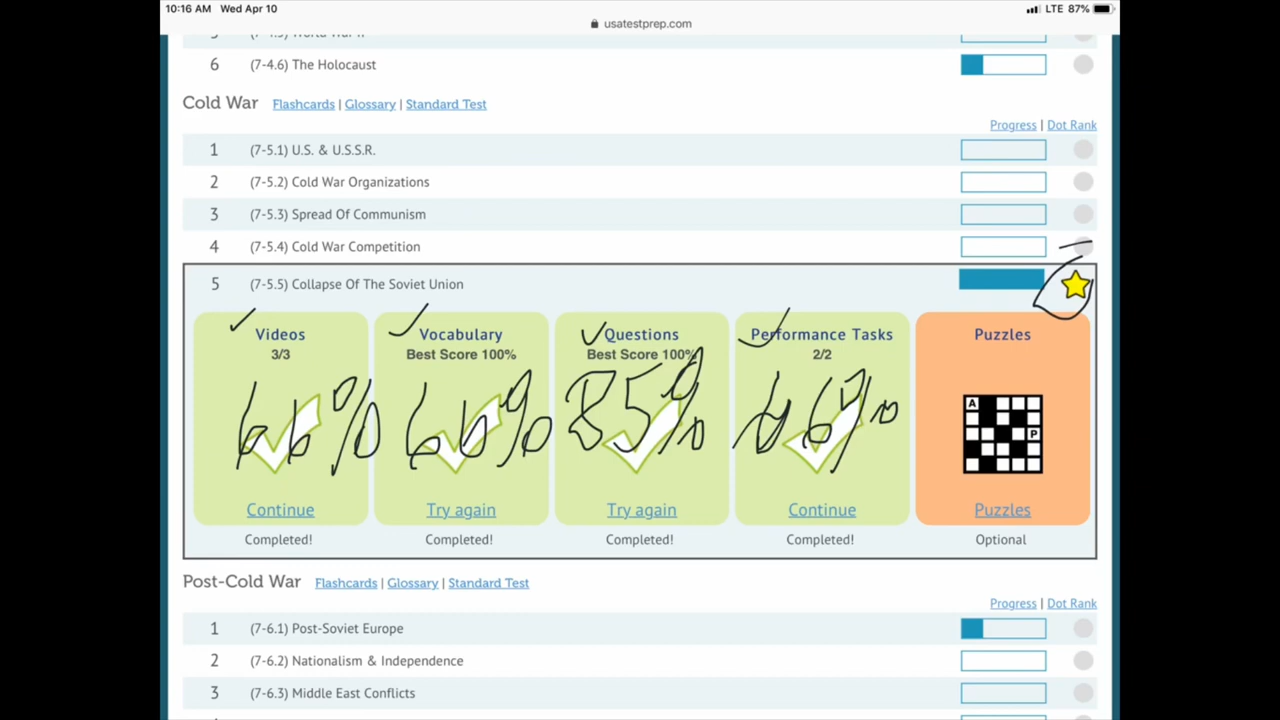 10:16 AM Wed Apr 10 LTE 87%
usatestprep.com
6 (7-4.6) The Holocaust
Cold War Flashcards | Glossary | Standard Test
Progress | Dot Rank
1 (7-5.1) U.S. & U.S.S.R.
2 (7-5.2) Cold War Organizations
3 (7-5.3) Spread Of Communism
4 (7-5.4) Cold War Competition
5 (7-5.5) Collapse Of The Soviet Union
Videos Vocabulary Questions Performance Tasks Puzzles
3/3 Best Score 100% Best Score 100% 2/2
66% 66% 85% 66%
A
P
Continue Try again Try again Continue Puzzles
Completed! Completed! Completed! Completed! Optional
Post-Cold War Flashcards | Glossary | Standard Test
Progress | Dot Rank
1 (7-6.1) Post-Soviet Europe
2 (7-6.2) Nationalism & Independence
3 (7-6.3) Middle East Conflicts